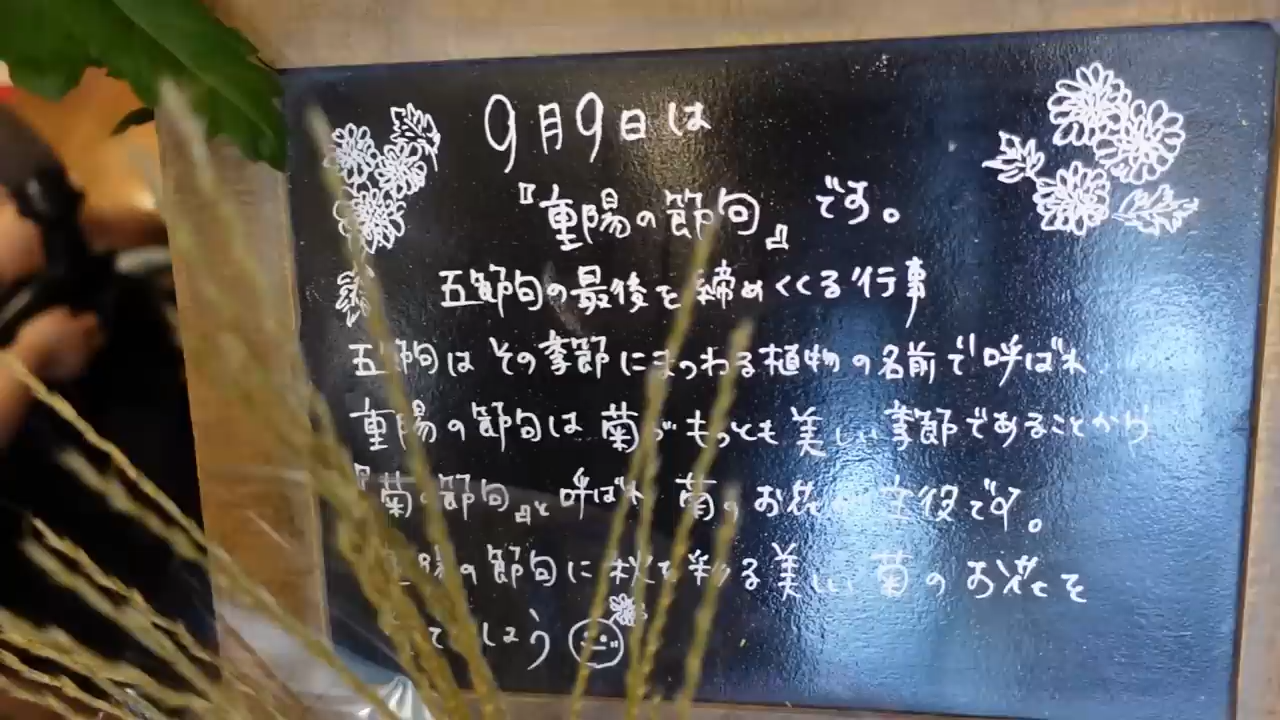 9月9日は
『重陽の節句』です。
五節句の最後を締めくくる行事
五節句はその季節にまつわる植物の名前で呼ばれ
重陽の節句は菊がもっとも美しい季節であることから
『菊の節句』と呼ばれ 菊のお花が主役です。
陽の節句に秋を彩る美しい菊のお花を
しょう